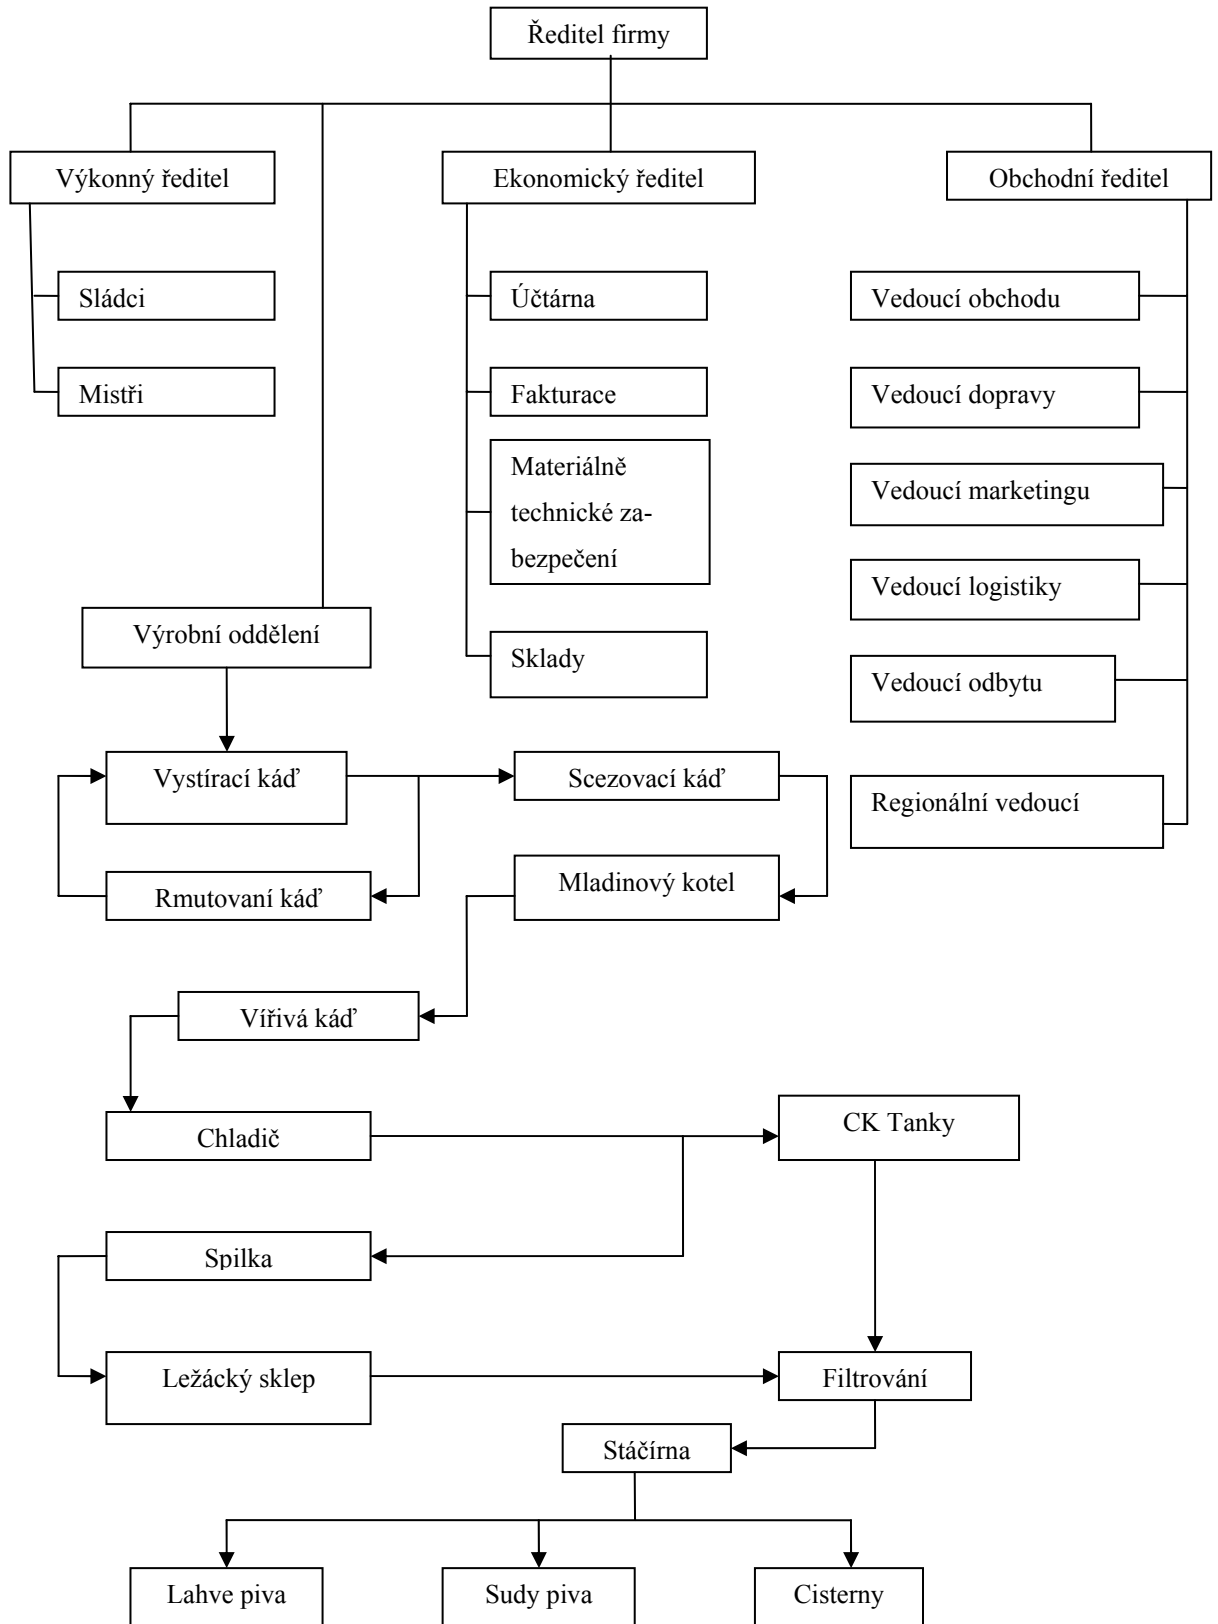 Ředitel firmy
Výkonný ředitel
Ekonomický ředitel
Obchodní ředitel
Sládci
Účtárna
Vedoucí obchodu
Mistři
Fakturace
Vedoucí dopravy
Materiálně
technické za-
bezpečení
Vedoucí marketingu
Vedoucí logistiky
Výrobní oddělení
Sklady
Vedoucí odbytu
Vystírací káď
Scezovací káď
Regionální vedoucí
Rmutovaní káď
Mladinový kotel
Vířivá káď
Chladič
CK Tanky
Spilka
Ležácký sklep
Filtrování
Stáčírna
Lahve piva
Sudy piva
Cisterny